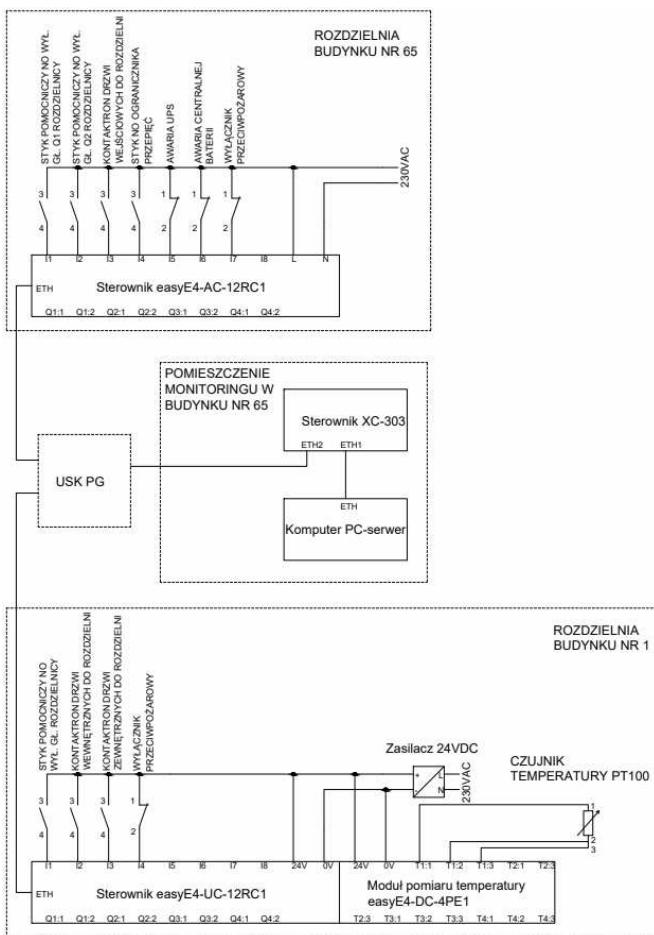 ROZDZIELNIA
BUDYNKU NR 65
STYK POMOCNICZY NO WYŁ.
GŁ. Q1 ROZDZIELNICY
STYK POMOCNICZY NO WYŁ.
GŁ. Q2 ROZDZIELNICY
KONTAKTRON DRZWI
WEJŚCIOWYCH DO ROZDZIELNI
STYK NO OGRANICZNIKA
PRZEPIĘĆ
AWARIA UPS
AWARIA CENTRALNEJ
BATERII
WYŁĄCZNIK
PRZECIWPOŻAROWY
230VAC
3 3 3 3 1 1 1
4 4 4 4 2 2 2
I1 I2 I3 I4 I5 I6 I7 I8 L N
ETH
Sterownik easyE4-AC-12RC1
Q1:1 Q1:2 Q2:1 Q2:2 Q3:1 Q3:2 Q4:1 Q4:2
POMIESZCZENIE
MONITORINGU W
BUDYNKU NR 65
Sterownik XC-303
ETH2 ETH1
USK PG
ETH
Komputer PC-serwer
ROZDZIELNIA
BUDYNKU NR 1
STYK POMOCNICZY NO
WYŁ. GŁ. ROZDZIELNICY
KONTAKTRON DRZWI
WEWNĘTRZNYCH DO ROZDZIELNI
KONTAKTRON DRZWI
ZEWNĘTRZNYCH DO ROZDZIELNI
WYŁĄCZNIK
PRZECIWPOŻAROWY
Zasilacz 24VDC
+ L
- N
230VAC
CZUJNIK
TEMPERATURY PT100
1
2
3
3 3 3 1
4 4 4 2
I1 I2 I3 I4 I5 I6 I7 I8 24V 0V 24V 0V T1:1 T1:2 T1:3 T2:1 T2:3
ETH
Sterownik easyE4-UC-12RC1
Moduł pomiaru temperatury
easyE4-DC-4PE1
Q1:1 Q1:2 Q2:1 Q2:2 Q3:1 Q3:2 Q4:1 Q4:2 T2:3 T3:1 T3:2 T3:3 T4:1 T4:2 T4:3